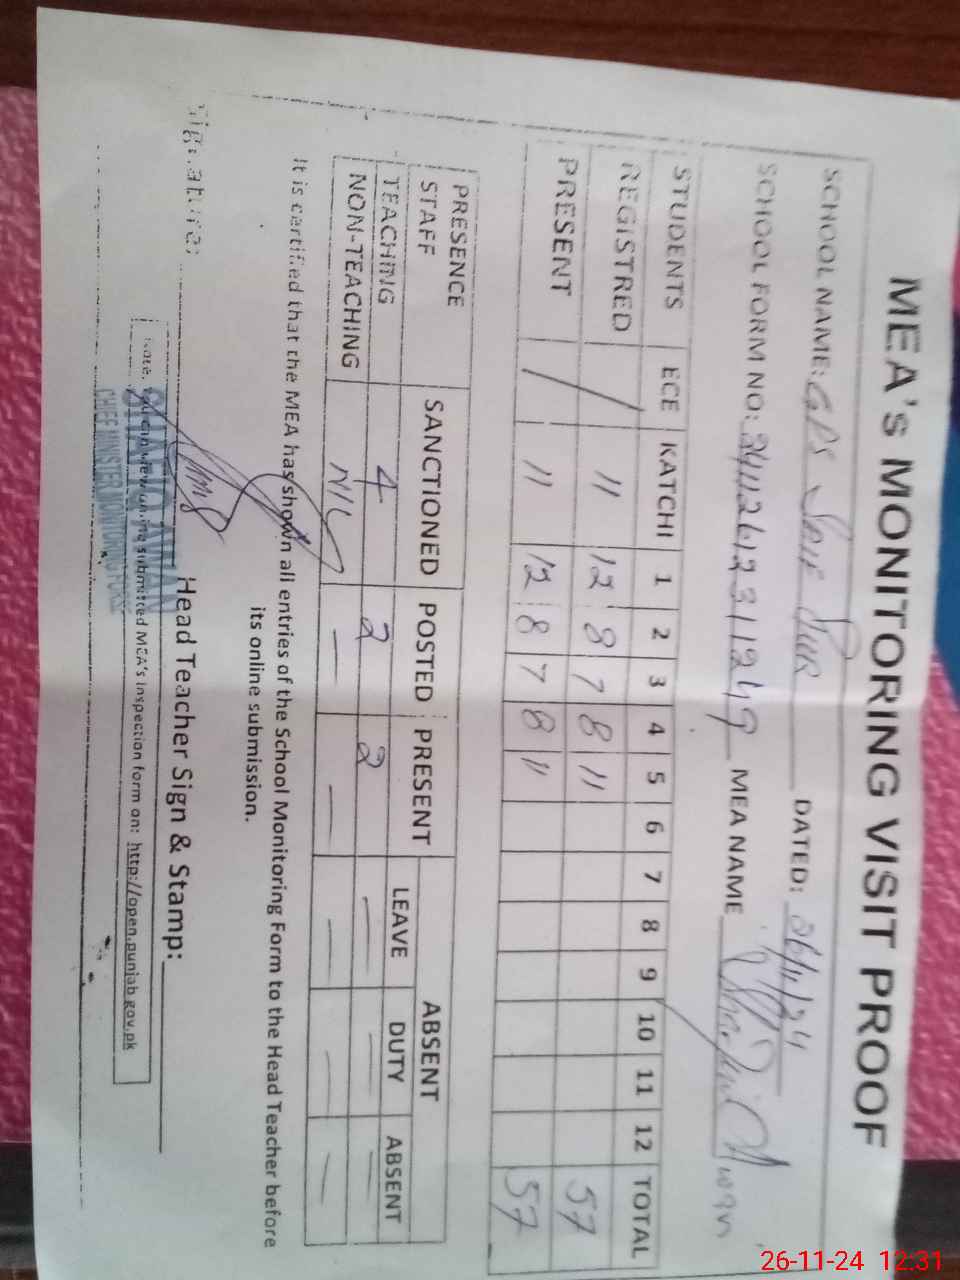 MEA's MONITORING VISIT PROOF
SCHOOL NAME: GPS DATED: 26/11/24
SCHOOL FORM NO: MEA NAME
STUDENTS ECE KATCHI 1 2 3 4 5 6 7 8 9 10 11 12 TOTAL
REGISTRED / 11 12 8 7 8 11 57
PRESENT / 11 12 8 7 8 11 57
PRESENCE SANCTIONED POSTED PRESENT ABSENT
STAFF LEAVE DUTY ABSENT
TEACHING 4 2 2 — — —
NON-TEACHING NIL — — — — —
It is certified that the MEA has shown all entries of the School Monitoring Form to the Head Teacher before
its online submission.
Signature: Head Teacher Sign & Stamp:
Note: submitted MEA's Inspection form on: http://open.punjab.gov.pk
CHIEF MINISTER MONITORING FORCE
26-11-24 12:31